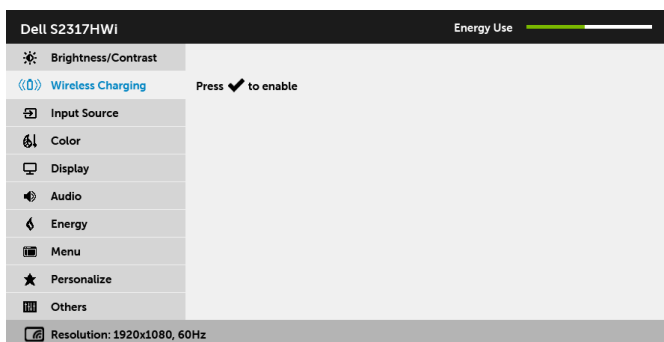 Dell S2317HWi
Energy Use
Brightness/Contrast
Wireless Charging
Press ✔ to enable
Input Source
Color
Display
Audio
Energy
Menu
Personalize
Others
Resolution: 1920x1080, 60Hz